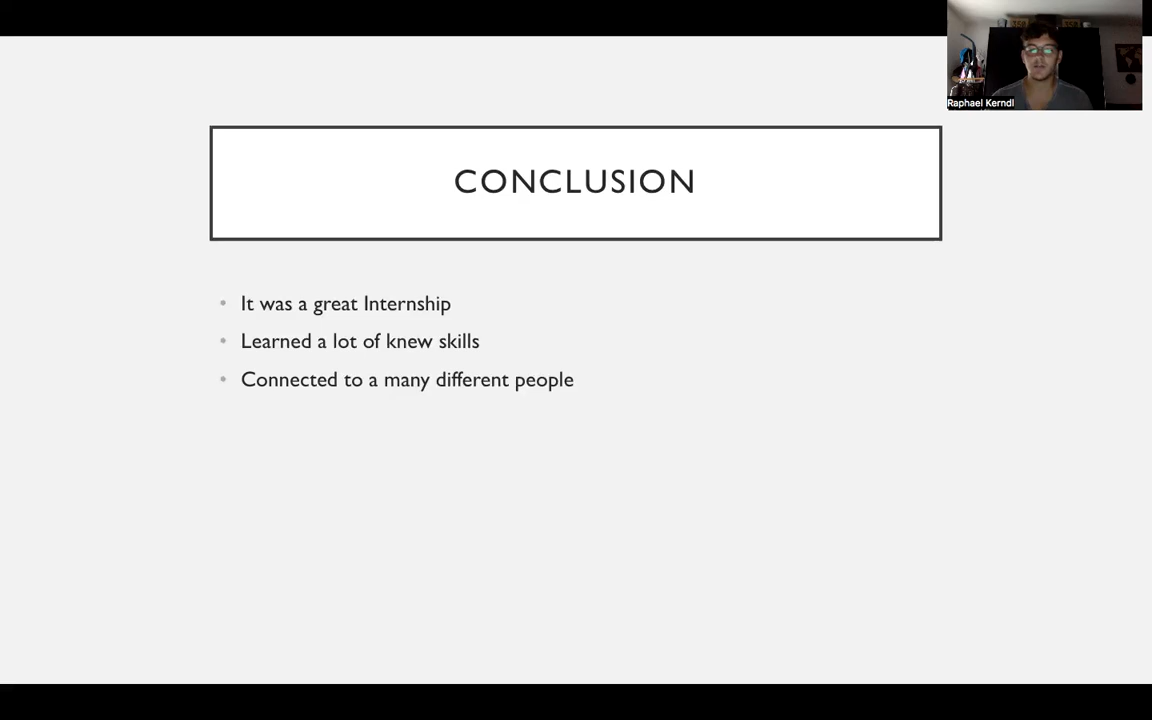 Raphael Kerndl
CONCLUSION
• It was a great Internship
• Learned a lot of knew skills
• Connected to a many different people